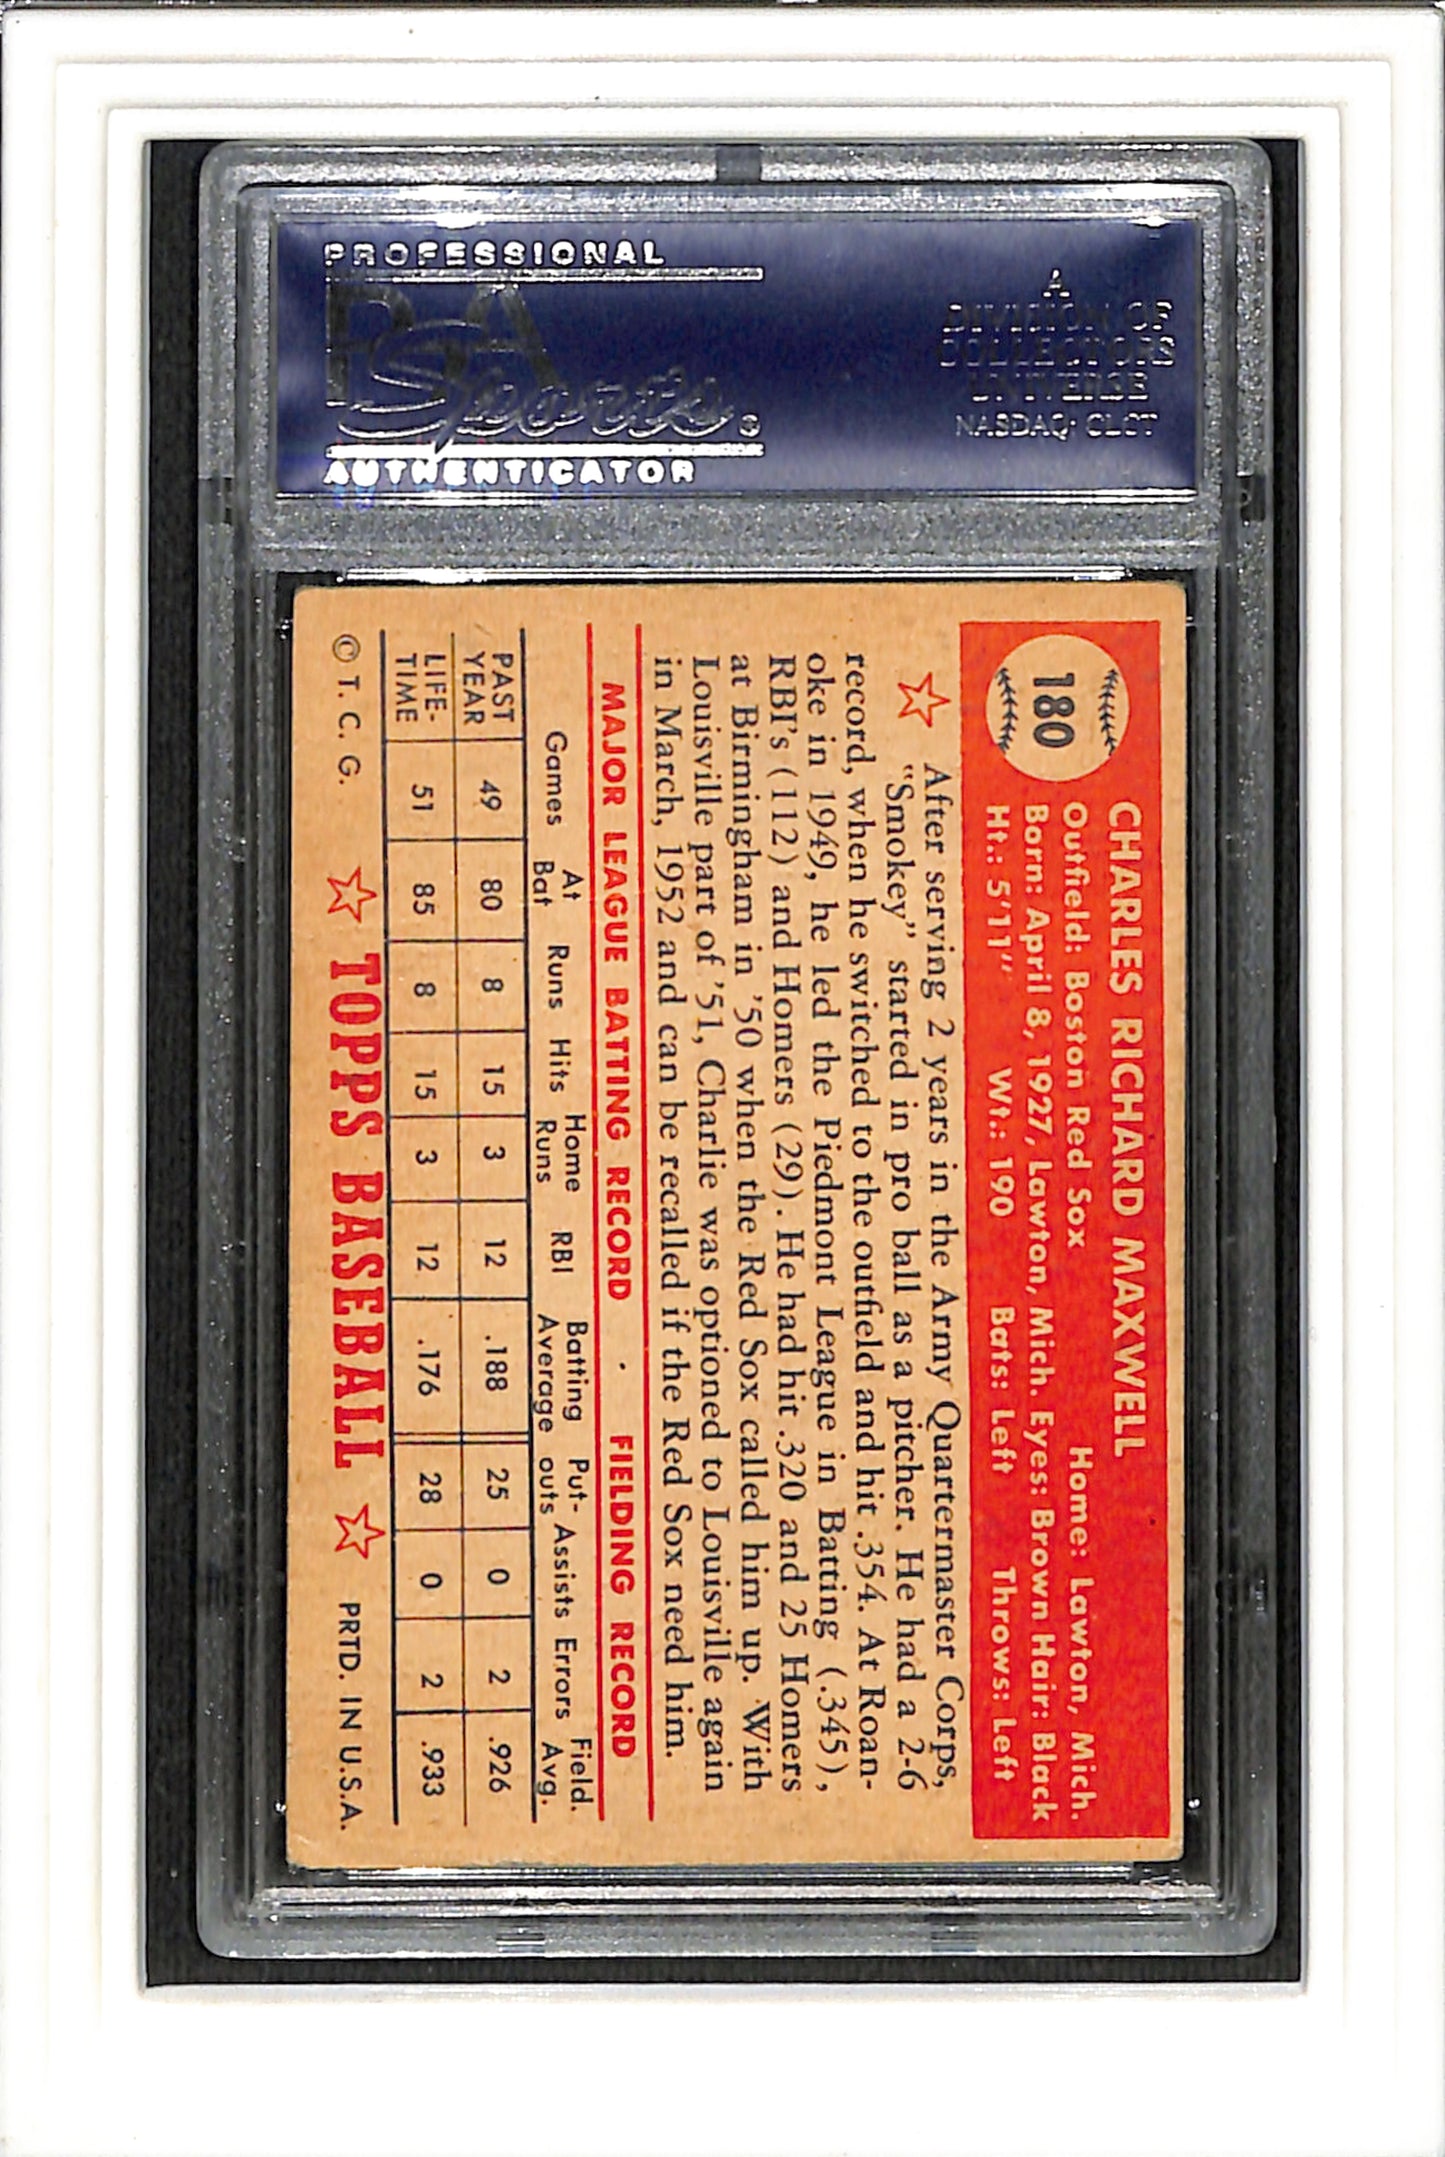 PROFESSIONAL
PSA
Sports
AUTHENTICATOR
A
DIVISION OF
COLLECTORS
UNIVERSE
NASDAQ: CLCT
180
CHARLES RICHARD MAXWELL
Outfield: Boston Red Sox Home: Lawton, Mich.
Born: April 8, 1927, Lawton, Mich. Eyes: Brown Hair: Black
Ht.: 5'11" Wt.: 190 Bats: Left Throws: Left
After serving 2 years in the Army Quartermaster Corps,
"Smokey" started in pro ball as a pitcher. He had a 2-6
record, when he switched to the outfield and hit .354. At Roan-
oke in 1949, he led the Piedmont League in Batting (.345),
RBI's (112) and Homers (29). He had hit .320 and 25 Homers
at Birmingham in '50 when the Red Sox called him up. With
Louisville part of '51, Charlie was optioned to Louisville again
in March, 1952 and can be recalled if the Red Sox need him.
MAJOR LEAGUE BATTING RECORD · FIELDING RECORD
Games At Bat Runs Hits Home Runs RBI Batting Average Put-outs Assists Errors Field. Avg.
PAST YEAR 49 80 8 15 3 12 .188 25 0 2 .926
LIFE-TIME 51 85 8 15 3 12 .176 28 0 2 .933
© T. C. G. TOPPS BASEBALL PRTD. IN U.S.A.